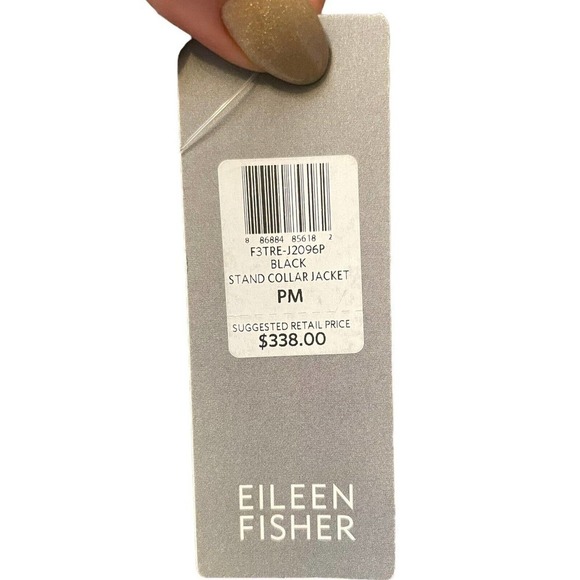 8 86884 85618 2
F3TRE-J2096P
BLACK
STAND COLLAR JACKET
PM
SUGGESTED RETAIL PRICE
$338.00
EILEEN
FISHER